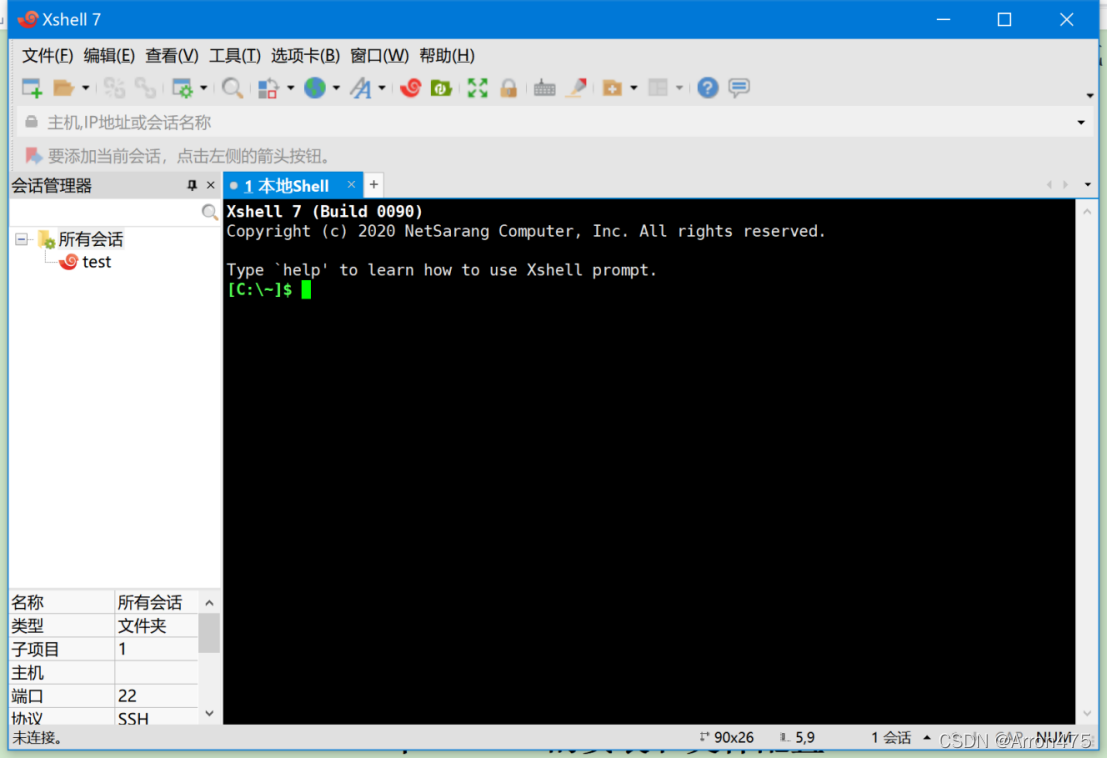 Xshell 7
文件(F) 编辑(E) 查看(V) 工具(T) 选项卡(B) 窗口(W) 帮助(H)
主机,IP地址或会话名称
要添加当前会话，点击左侧的箭头按钮。
会话管理器
1 本地Shell
所有会话
test
Xshell 7 (Build 0090)
Copyright (c) 2020 NetSarang Computer, Inc. All rights reserved.
Type `help' to learn how to use Xshell prompt.
[C:\~]$
名称 所有会话
类型 文件夹
子项目 1
主机
端口 22
协议 SSH
未连接。
90x26 5,9 1 会话 NUM
CSDN @Arron475